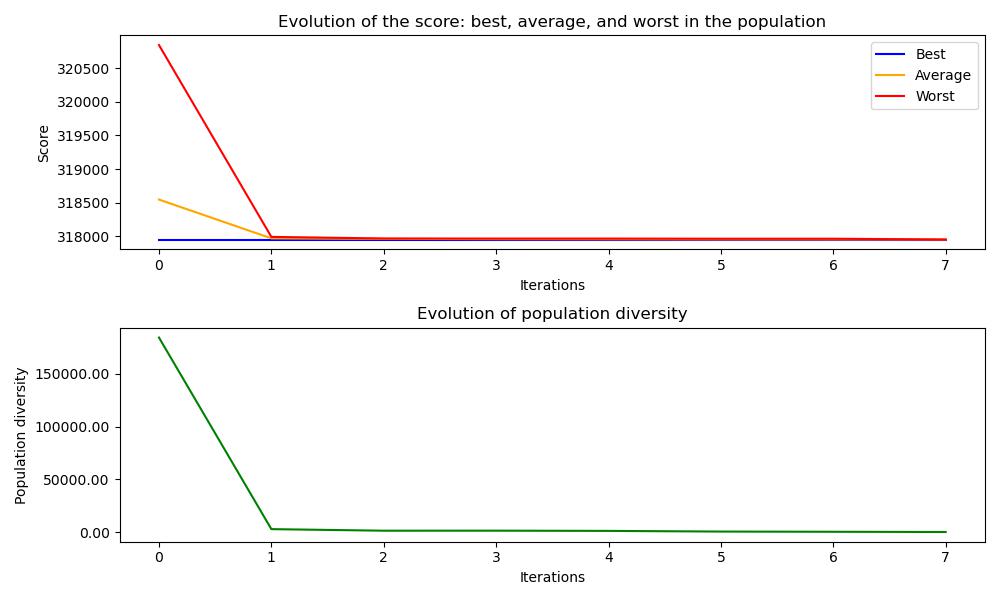 Evolution of the score: best, average, and worst in the population
Score
320500
320000
319500
319000
318500
318000
Best
Average
Worst
0 1 2 3 4 5 6 7
Iterations
Evolution of population diversity
Population diversity
150000.00
100000.00
50000.00
0.00
0 1 2 3 4 5 6 7
Iterations